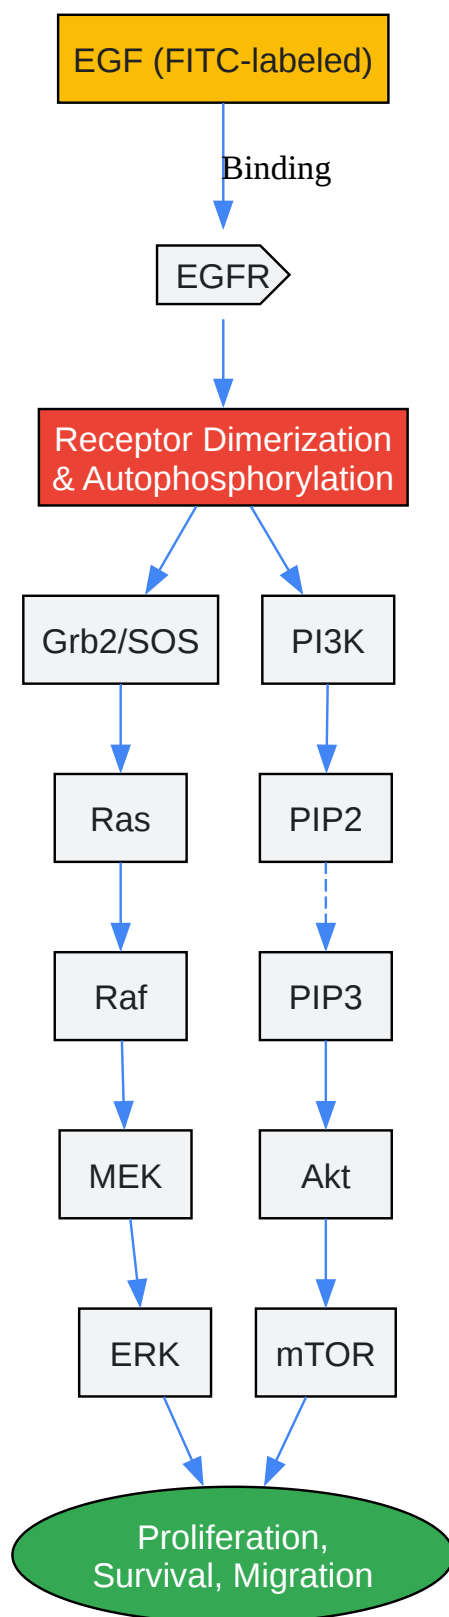 EGF (FITC-labeled)
Binding
EGFR
Receptor Dimerization
& Autophosphorylation
Grb2/SOS
PI3K
Ras
PIP2
Raf
PIP3
MEK
Akt
ERK
mTOR
Proliferation,
Survival, Migration